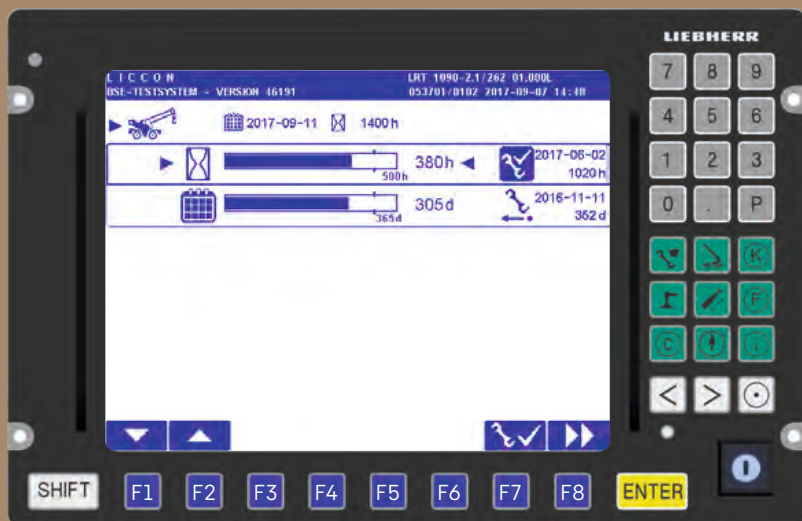 LIEBHERR
LICCON LRT 1090-2.1/262 01.000L
BSE-TESTSYSTEM - VERSION 46191 053701/0102 2017-09-07 14:40
2017-09-11 1400h
380h 2017-06-02
500h 1020h
305d 2016-11-11
365d 352d
7 8 9
4 5 6
1 2 3
0 . P
K
F
C i
< >
SHIFT F1 F2 F3 F4 F5 F6 F7 F8 ENTER
I